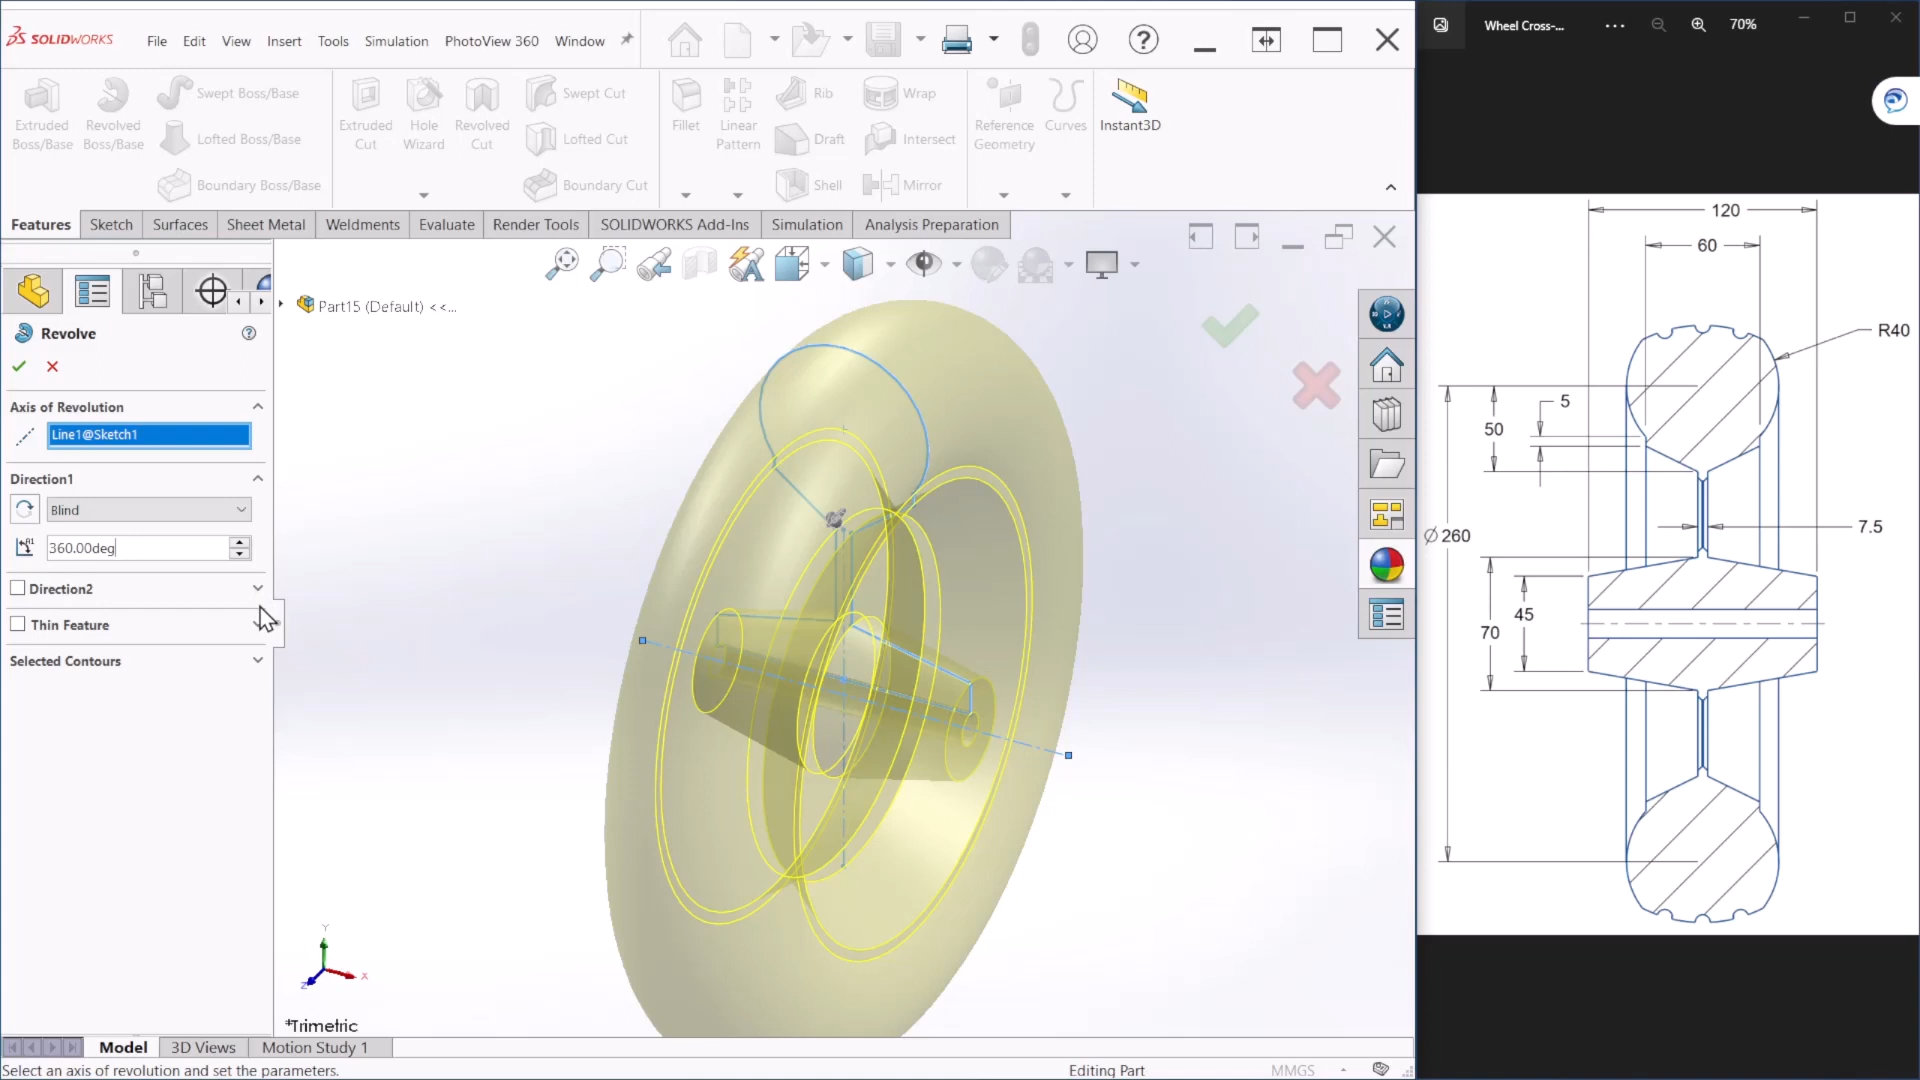 SOLIDWORKS
File Edit View Insert Tools Simulation PhotoView 360 Window
Extruded Boss/Base
Revolved Boss/Base
Swept Boss/Base
Lofted Boss/Base
Boundary Boss/Base
Extruded Cut
Hole Wizard
Revolved Cut
Swept Cut
Lofted Cut
Boundary Cut
Fillet
Linear Pattern
Rib
Draft
Shell
Wrap
Intersect
Mirror
Reference Geometry
Curves
Instant3D
Features Sketch Surfaces Sheet Metal Weldments Evaluate Render Tools SOLIDWORKS Add-Ins Simulation Analysis Preparation
Part15 (Default) <<...
Revolve
Axis of Revolution
Line1@Sketch1
Direction1
Blind
360.00deg
Direction2
Thin Feature
Selected Contours
Y
X
Z
*Trimetric
Model 3D Views Motion Study 1
Select an axis of revolution and set the parameters.
Editing Part
MMGS
Wheel Cross-...
...
70%
120
60
R40
5
50
7.5
Ø260
45
70